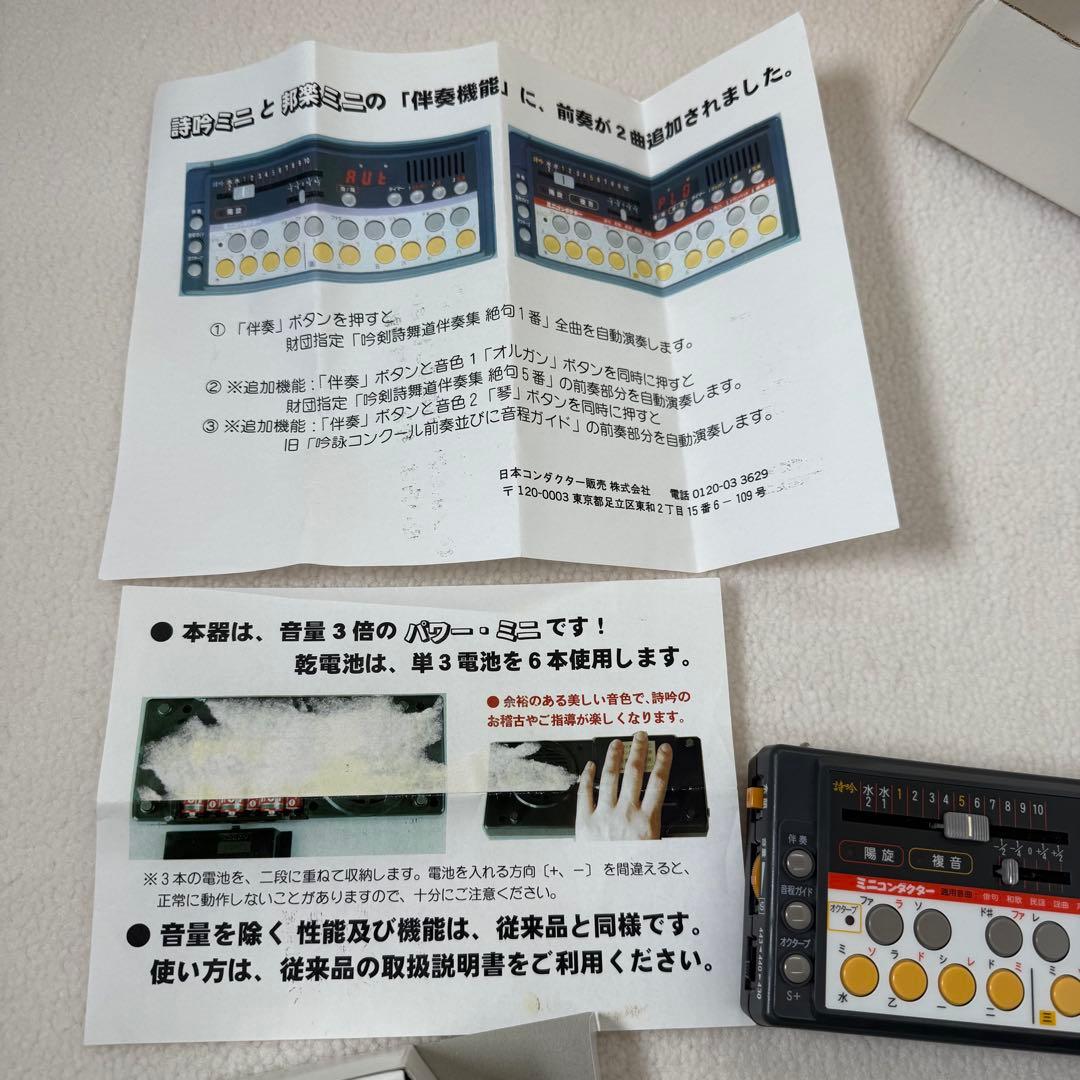 詩吟ミニと邦楽ミニの「伴奏機能」に、前奏が2曲追加されました。
① 「伴奏」ボタンを押すと
財団指定「吟剣詩舞道伴奏集 絶句1番」全曲を自動演奏します。
② ※追加機能：「伴奏」ボタンと音色1「オルガン」ボタンを同時に押すと
財団指定「吟剣詩舞道伴奏集 絶句5番」の前奏部分を自動演奏します。
③ ※追加機能：「伴奏」ボタンと音色2「琴」ボタンを同時に押すと
旧「吟詠コンクール前奏並びに音程ガイド」の前奏部分を自動演奏します。
日本コンダクター販売 株式会社 電話 0120-03 3629
〒120-0003 東京都足立区東和2丁目15番6－109号
● 本器は、音量3倍の パワー・ミニです！
乾電池は、単3電池を6本使用します。
● 余裕のある美しい音色で、詩吟の
お稽古やご指導が楽しくなります。
※3本の電池を、二段に重ねて収納します。電池を入れる方向〔+、−〕を間違えると、
正常に動作しないことがありますので、十分にご注意ください。
● 音量を除く 性能及び機能は、従来品と同様です。
使い方は、従来品の取扱説明書をご利用ください。
詩吟 水2 水1 1 2 3 4 5 6 7 8 9 10
陽旋 複音
伴奏
音程ガイド
オクターブ
S+
ミニコンダクター 適用音曲 俳句 和歌 民謡 謡曲
オクターブ ファ ラ ソ ド# ファ レ
ミ ソ ラ ド シ レ ド ミ ミ
水 乙 一 二 三